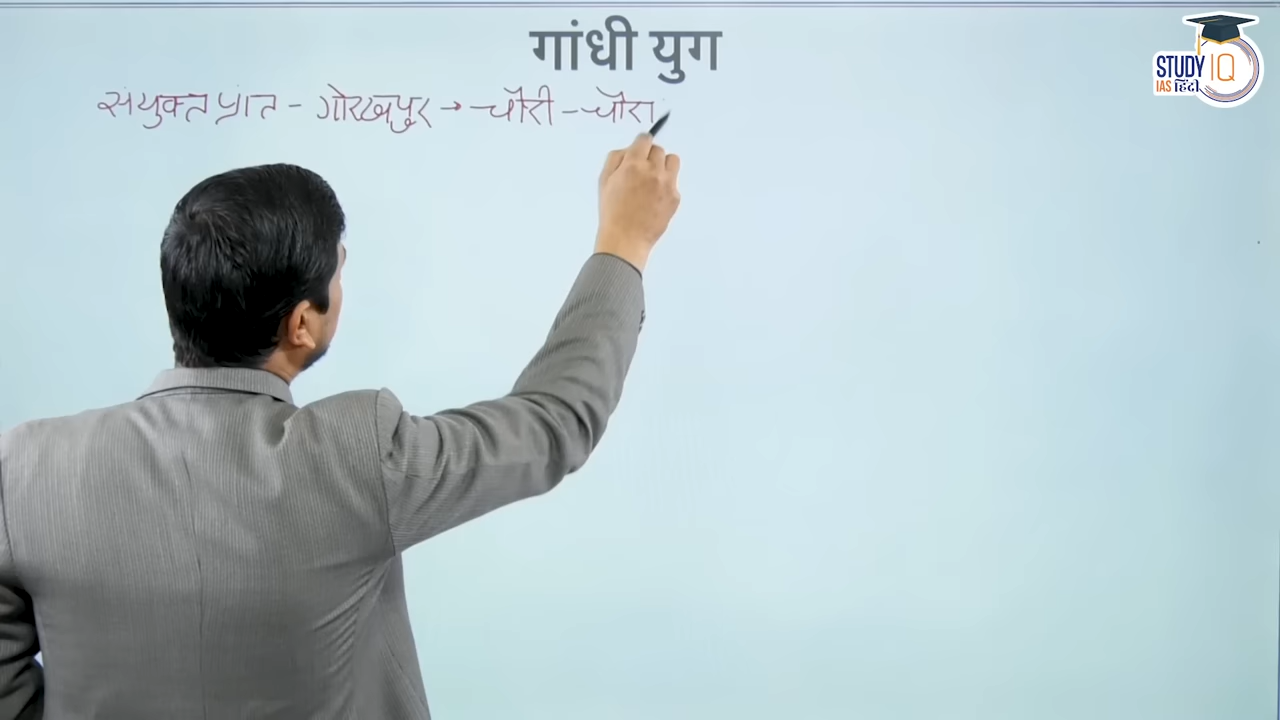 गांधी युग
संयुक्त प्रांत - गोरखपुर → चौरी - चौरा
STUDY IQ
IAS हिंदी